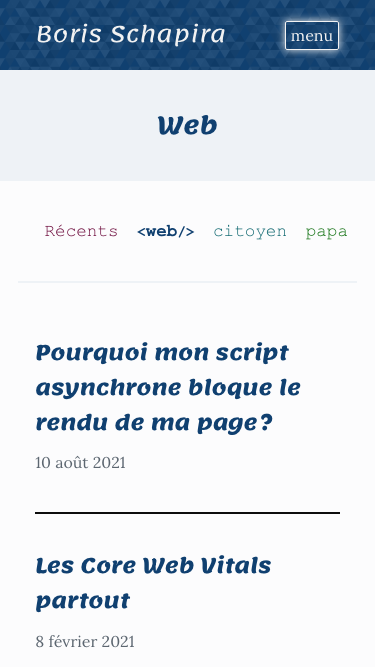 Boris Schapira
menu
Web
Récents <web/> citoyen papa
Pourquoi mon script
asynchrone bloque le
rendu de ma page?
10 août 2021
Les Core Web Vitals
partout
8 février 2021